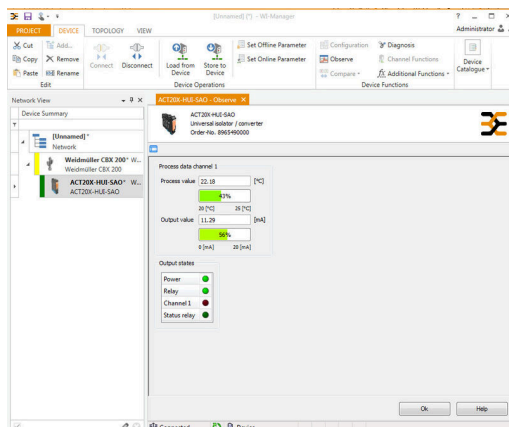 [Unnamed] (*) - WI-Manager
PROJECT DEVICE TOPOLOGY VIEW Administrator
Cut Add... Set Offline Parameter Configuration Diagnosis
Copy Remove Connect Disconnect Load from Device Store to Device Set Online Parameter Observe Channel Functions Device Catalogue
Paste Rename Compare Additional Functions
Edit Device Operations Device Functions
Network View
ACT20X-HUI-SAO - Observe
Device Summary
ACT20X-HUI-SAO
Universal isolator / converter
Order-No. 8965490000
[Unnamed]*
Network
Weidmüller CBX 200* W...
Weidmüller CBX 200
ACT20X-HUI-SAO* W...
ACT20X-HUI-SAO
Process data channel 1
Process value 22.18 [°C]
43%
20 [°C] 25 [°C]
Output value 11.29 [mA]
56%
0 [mA] 20 [mA]
Output states
Power
Relay
Channel 1
Status relay
Ok Help
Connected Device